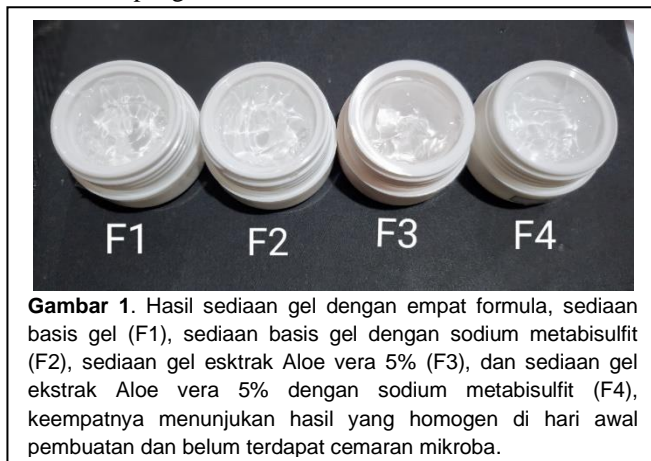 F1 F2 F3 F4
Gambar 1. Hasil sediaan gel dengan empat formula, sediaan
basis gel (F1), sediaan basis gel dengan sodium metabisulfit
(F2), sediaan gel esktrak Aloe vera 5% (F3), dan sediaan gel
ekstrak Aloe vera 5% dengan sodium metabisulfit (F4),
keempatnya menunjukan hasil yang homogen di hari awal
pembuatan dan belum terdapat cemaran mikroba.